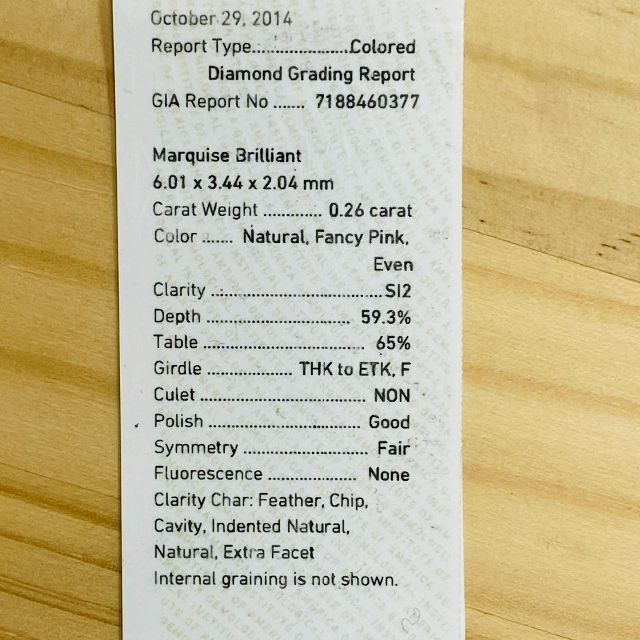 October 29, 2014
Report Type.....................Colored
Diamond Grading Report
GIA Report No ....... 7188460377
Marquise Brilliant
6.01 x 3.44 x 2.04 mm
Carat Weight ............. 0.26 carat
Color ....... Natural, Fancy Pink,
Even
Clarity ......................................SI2
Depth ................................ 59.3%
Table ..................................... 65%
Girdle ................... THK to ETK, F
Culet ..................................... NON
Polish .................................. Good
Symmetry ............................ Fair
Fluorescence .................... None
Clarity Char: Feather, Chip,
Cavity, Indented Natural,
Natural, Extra Facet
Internal graining is not shown.